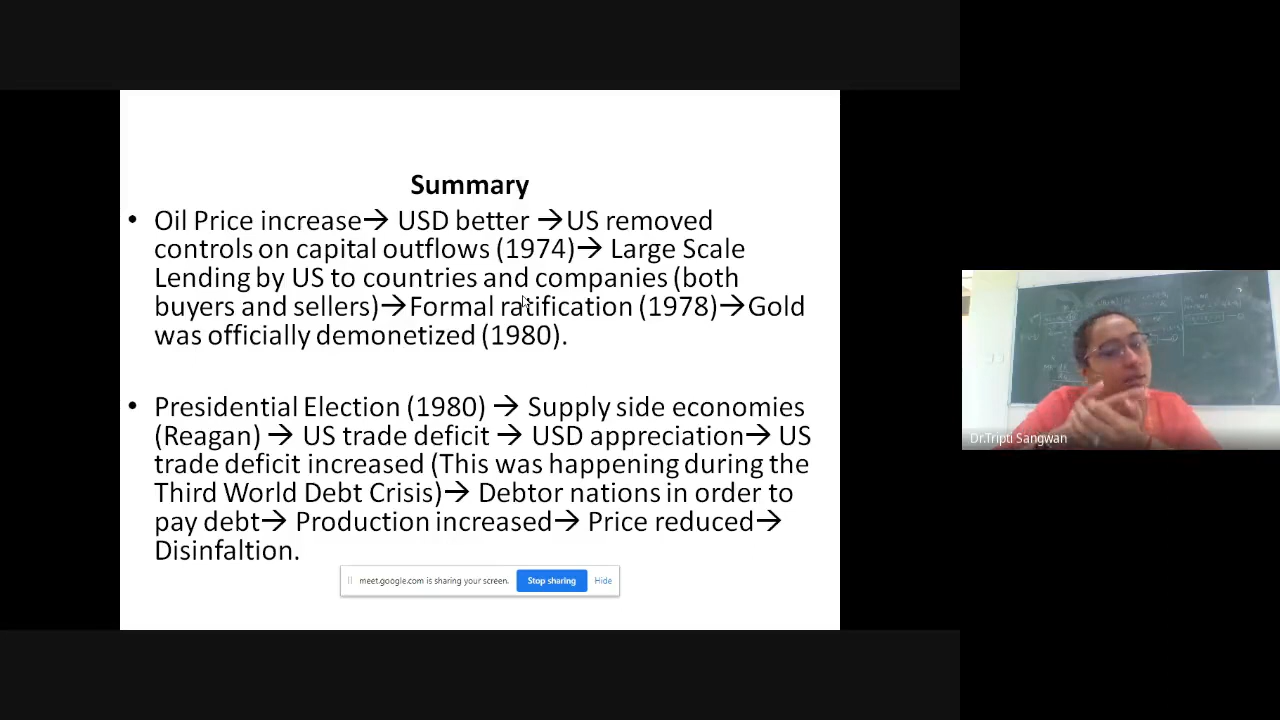 Summary
• Oil Price increase→ USD better →US removed
controls on capital outflows (1974)→ Large Scale
Lending by US to countries and companies (both
buyers and sellers)→Formal ratification (1978)→Gold
was officially demonetized (1980).
• Presidential Election (1980) → Supply side economies
(Reagan) → US trade deficit → USD appreciation→ US
trade deficit increased (This was happening during the
Third World Debt Crisis)→ Debtor nations in order to
pay debt→ Production increased→ Price reduced→
Disinfaltion.
meet.google.com is sharing your screen. Stop sharing Hide
Dr.Tripti Sangwan